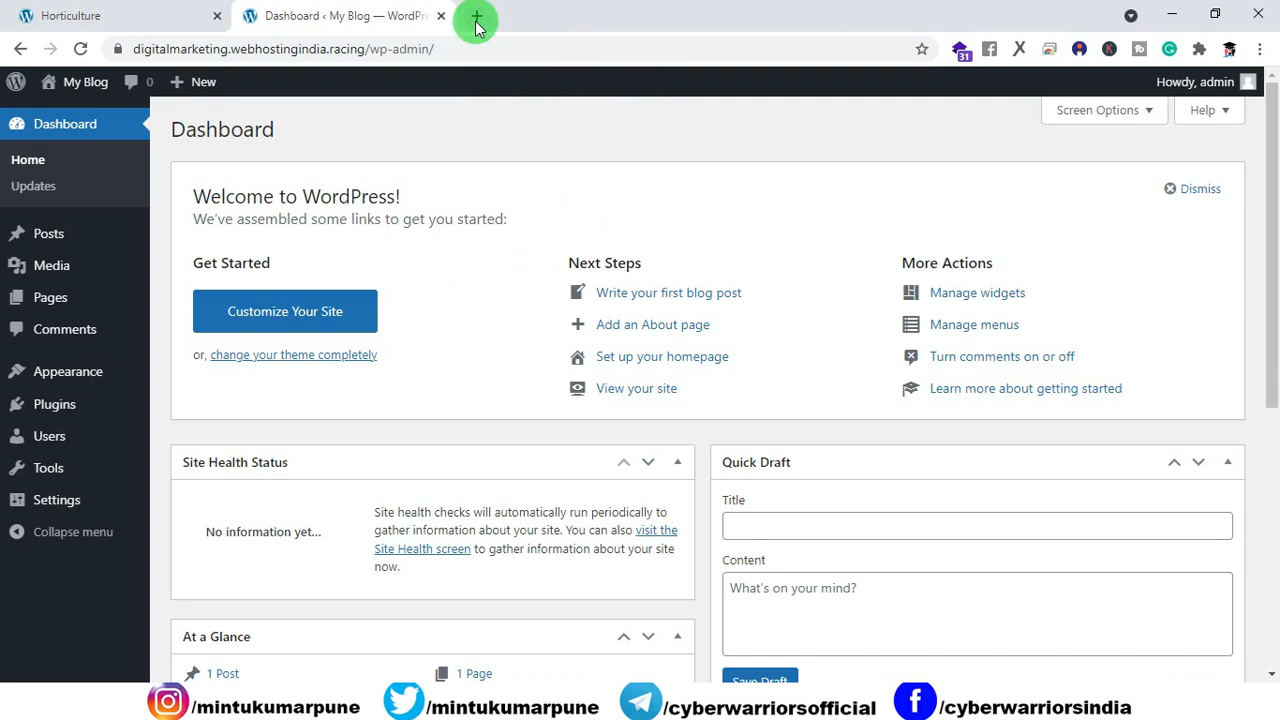 Horticulture
Dashboard ‹ My Blog — WordPre
digitalmarketing.webhostingindia.racing/wp-admin/
31
My Blog
0
New
Howdy, admin
Dashboard
Home
Updates
Posts
Media
Pages
Comments
Appearance
Plugins
Users
Tools
Settings
Collapse menu
Screen Options
Help
Dashboard
Welcome to WordPress!
We've assembled some links to get you started:
Dismiss
Get Started
Customize Your Site
or, change your theme completely
Next Steps
Write your first blog post
Add an About page
Set up your homepage
View your site
More Actions
Manage widgets
Manage menus
Turn comments on or off
Learn more about getting started
Site Health Status
No information yet...
Site health checks will automatically run periodically to
gather information about your site. You can also visit the
Site Health screen to gather information about your site
now.
At a Glance
1 Post
1 Page
Quick Draft
Title
Content
What's on your mind?
Save Draft
/mintukumarpune
/mintukumarpune
/cyberwarriorsofficial
/cyberwarriorsindia